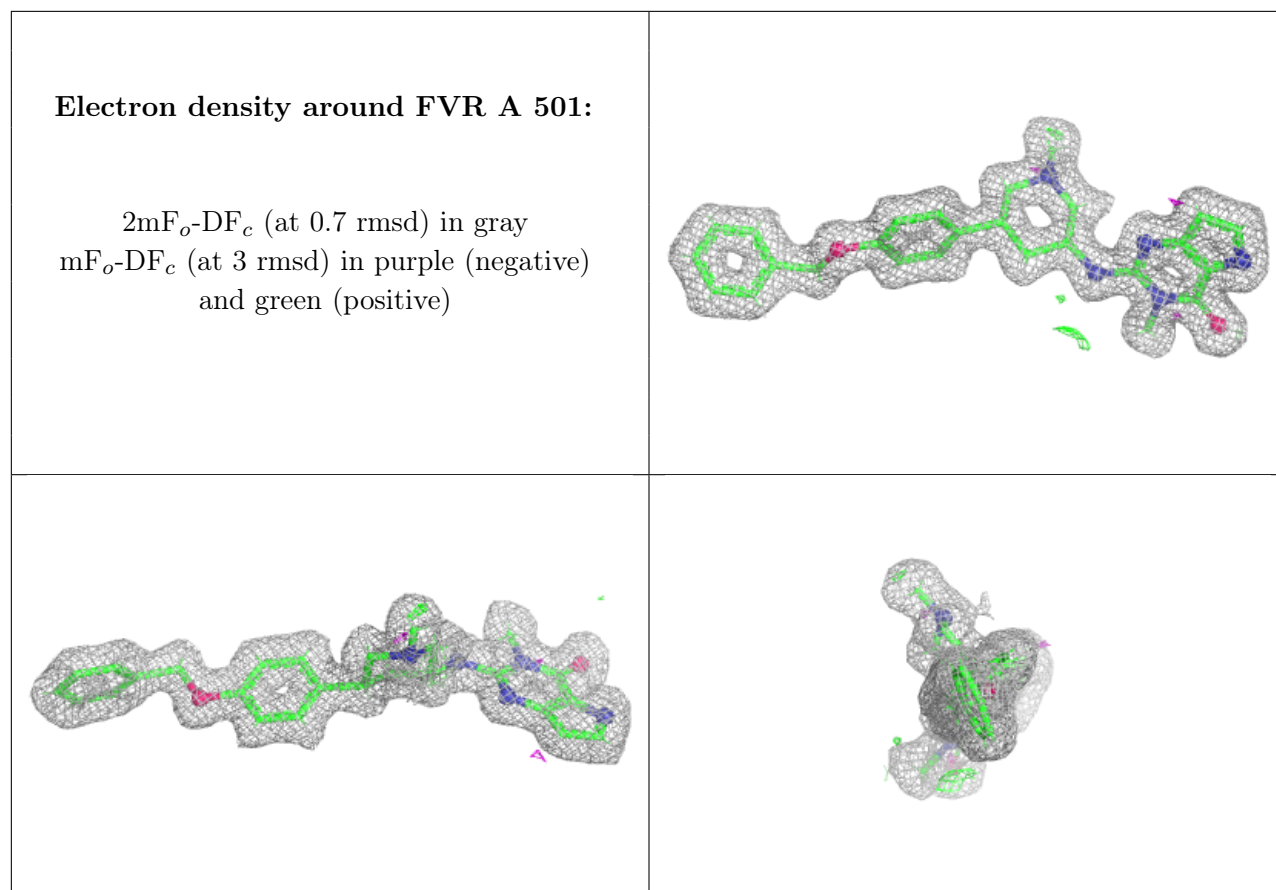 Electron density around FVR A 501:
2mFo-DFc (at 0.7 rmsd) in gray
mFo-DFc (at 3 rmsd) in purple (negative)
and green (positive)